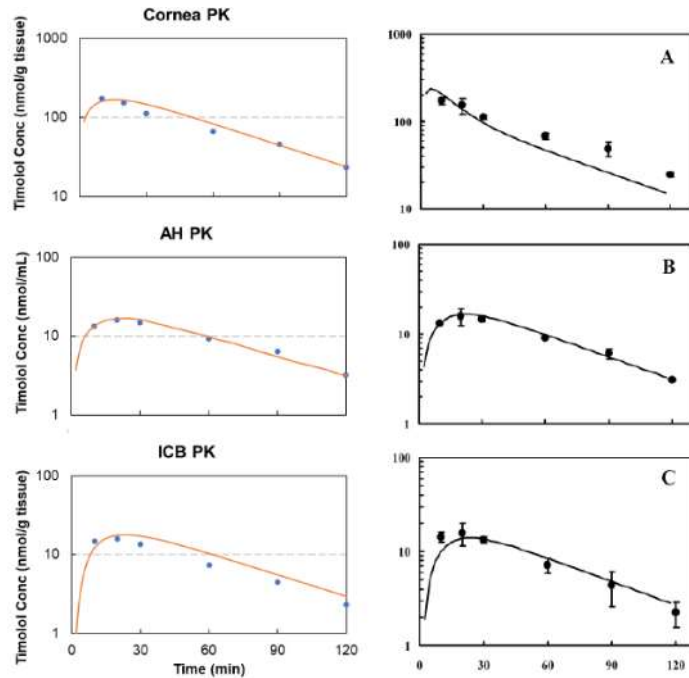 Cornea PK
Timolol Conc (nmol/g tissue)
1000
100
10
A
1000
100
10
AH PK
Timolol Conc (nmol/mL)
100
10
1
B
100
10
1
ICB PK
Timolol Conc (nmol/g tissue)
100
10
1
0 30 60 90 120
Time (min)
C
100
10
1
0 30 60 90 120